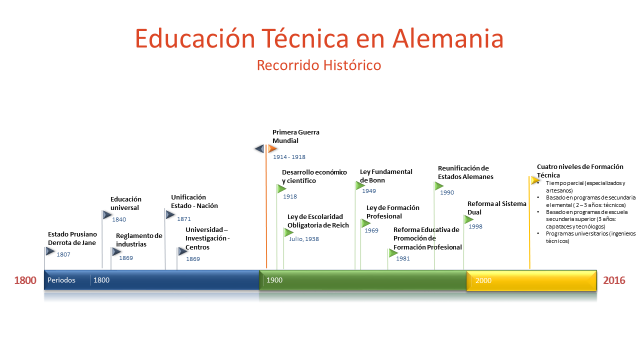 Educación Técnica en Alemania
Recorrido Histórico
Primera Guerra
Mundial
1914 - 1918
Desarrollo económico
y científico
1918
Ley Fundamental
de Bonn
1949
Reunificación de
Estados Alemanes
1990
Cuatro niveles de Formación
Técnica
• Tiempo parcial (especializados y
artesanos)
• Basado en programas de secundaria
elemental ( 2 – 3 años: técnicos)
• Basado en programas de escuela
secundaria superior (3 años:
capataces y tecnólogos)
• Programas universitarios (ingenieros
técnicos)
Educación
universal
1840
Unificación
Estado - Nación
1871
Ley de Escolaridad
Obligatoria de Reich
Julio, 1938
Ley de Formación
Profesional
1969
Reforma al Sistema
Dual
1998
Estado Prusiano
Derrota de Jane
1807
Reglamento de
industrias
1869
Universidad –
Investigación -
Centros
1869
Reforma Educativa de
Promoción de
Formación Profesional
1981
1800
Periodos
1800
1900
2000
2016